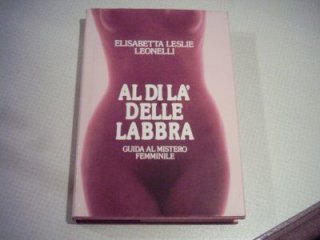 ELISABETTA LESLIE
LEONELLI
AL DI LA'
DELLE
LABBRA
GUIDA AL MISTERO
FEMMINILE